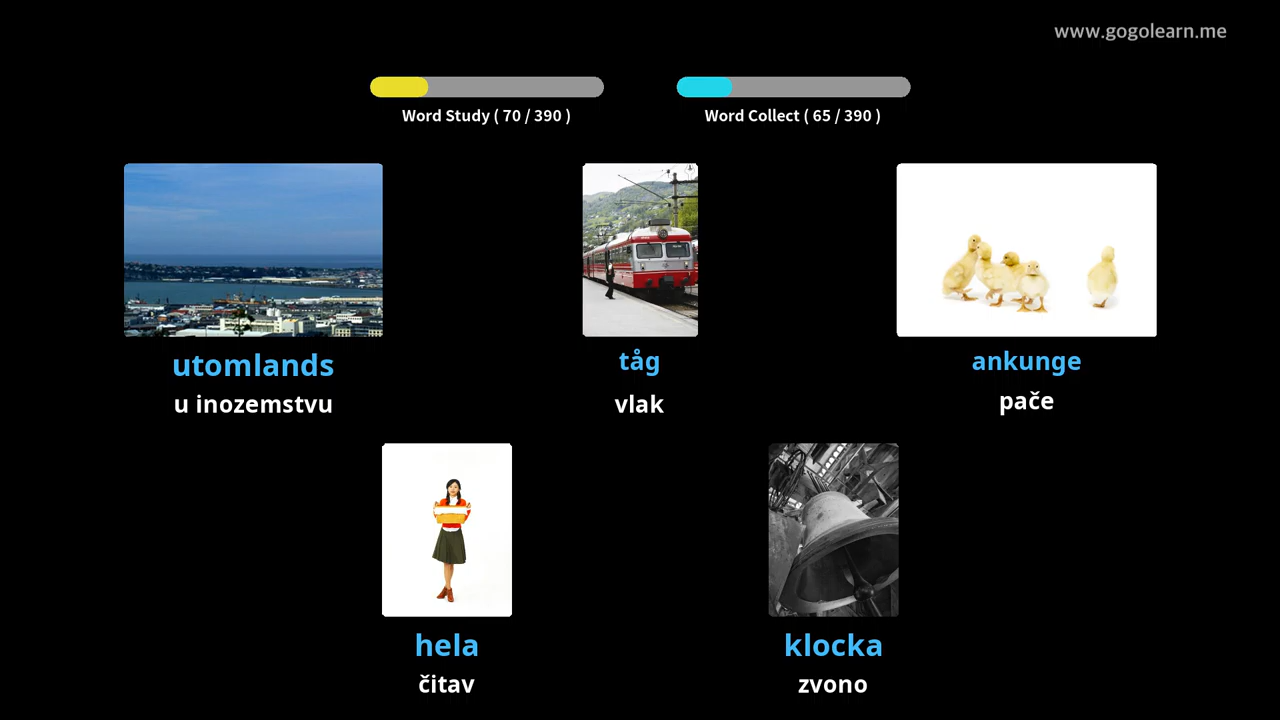 www.gogolearn.me
Word Study ( 70 / 390 )
Word Collect ( 65 / 390 )
utomlands
u inozemstvu
tåg
vlak
ankunge
pače
hela
čitav
klocka
zvono